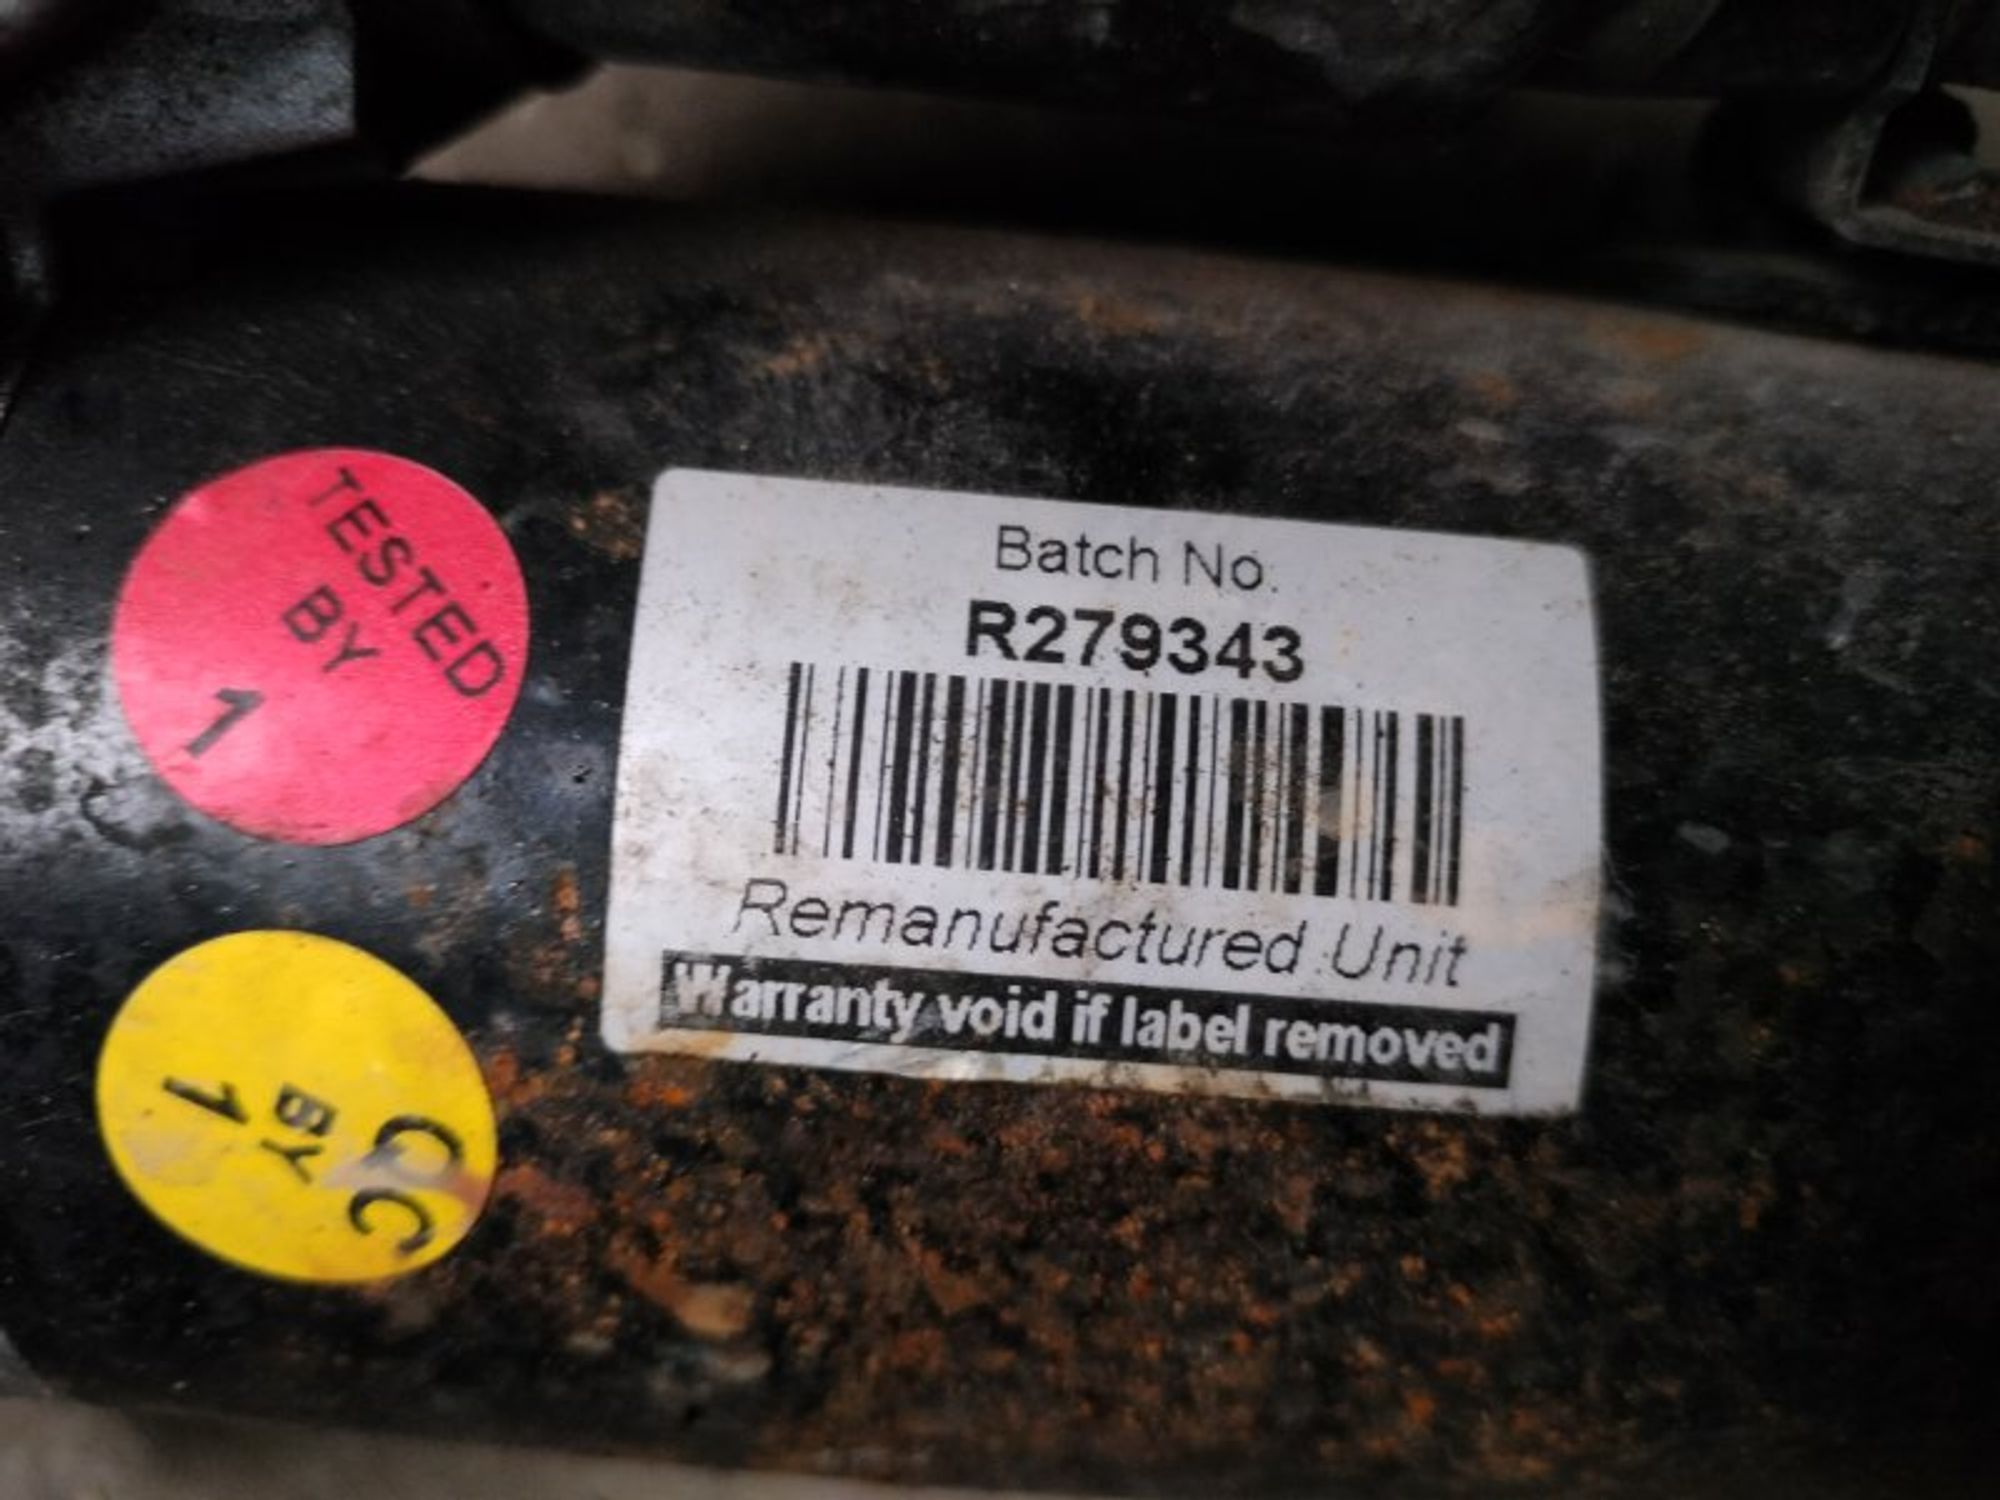 TESTED
BY
1
Batch No.
R279343
Remanufactured Unit
Warranty void if label removed
QC
BY
1